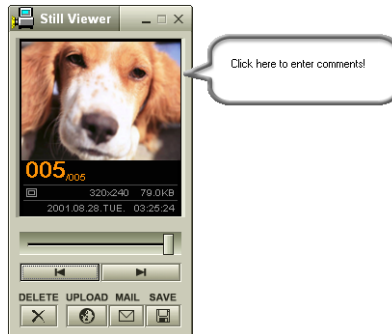 Still Viewer
Click here to enter comments!
005/005
320x240 79.0KB
2001.08.28.TUE. 03:25:24
DELETE UPLOAD MAIL SAVE